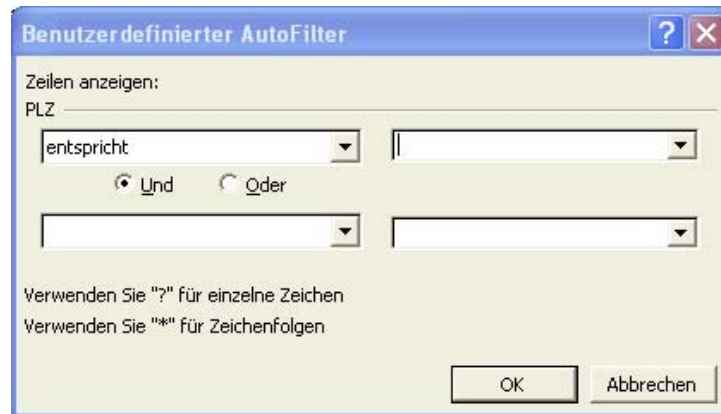 Benutzerdefinierter AutoFilter
Zeilen anzeigen:
PLZ
entspricht
Und Oder
Verwenden Sie "?" für einzelne Zeichen
Verwenden Sie "*" für Zeichenfolgen
OK Abbrechen